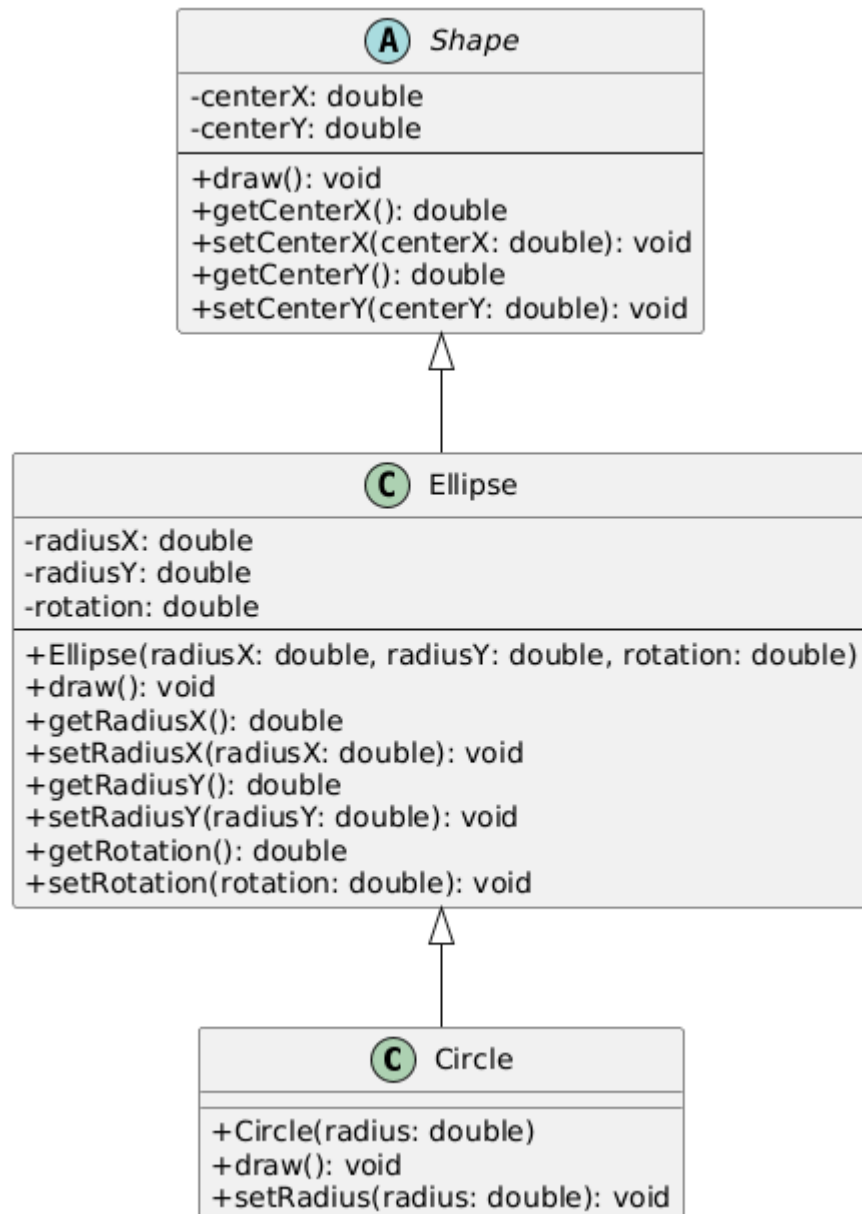 A Shape
-centerX: double
-centerY: double
+draw(): void
+getCenterX(): double
+setCenterX(centerX: double): void
+getCenterY(): double
+setCenterY(centerY: double): void
C Ellipse
-radiusX: double
-radiusY: double
-rotation: double
+Ellipse(radiusX: double, radiusY: double, rotation: double)
+draw(): void
+getRadiusX(): double
+setRadiusX(radiusX: double): void
+getRadiusY(): double
+setRadiusY(radiusY: double): void
+getRotation(): double
+setRotation(rotation: double): void
C Circle
+Circle(radius: double)
+draw(): void
+setRadius(radius: double): void